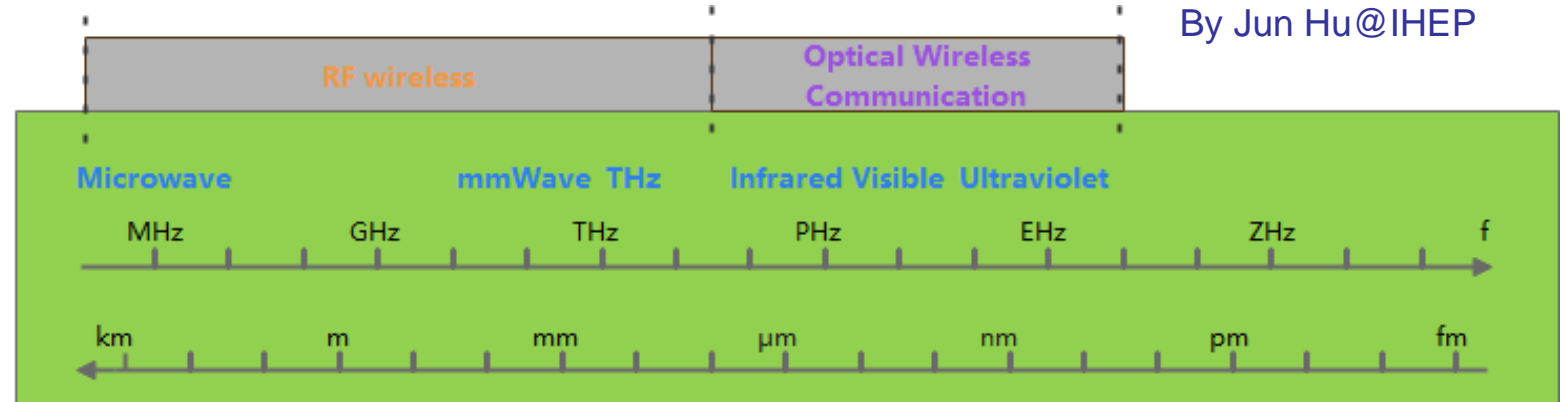 By Jun Hu@IHEP
RF wireless
Optical Wireless
Communication
Microwave mmWave THz Infrared Visible Ultraviolet
MHz GHz THz PHz EHz ZHz f
km m mm μm nm pm fm